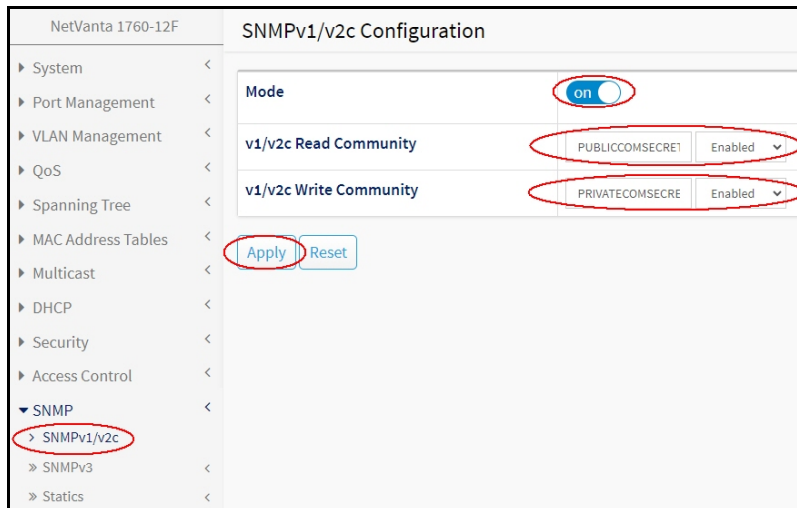 NetVanta 1760-12F
System
Port Management
VLAN Management
QoS
Spanning Tree
MAC Address Tables
Multicast
DHCP
Security
Access Control
SNMP
SNMPv1/v2c
SNMPv3
Statics
SNMPv1/v2c Configuration
Mode on
v1/v2c Read Community PUBLICCOMSECRET Enabled
v1/v2c Write Community PRIVATECOMSECRE Enabled
Apply Reset